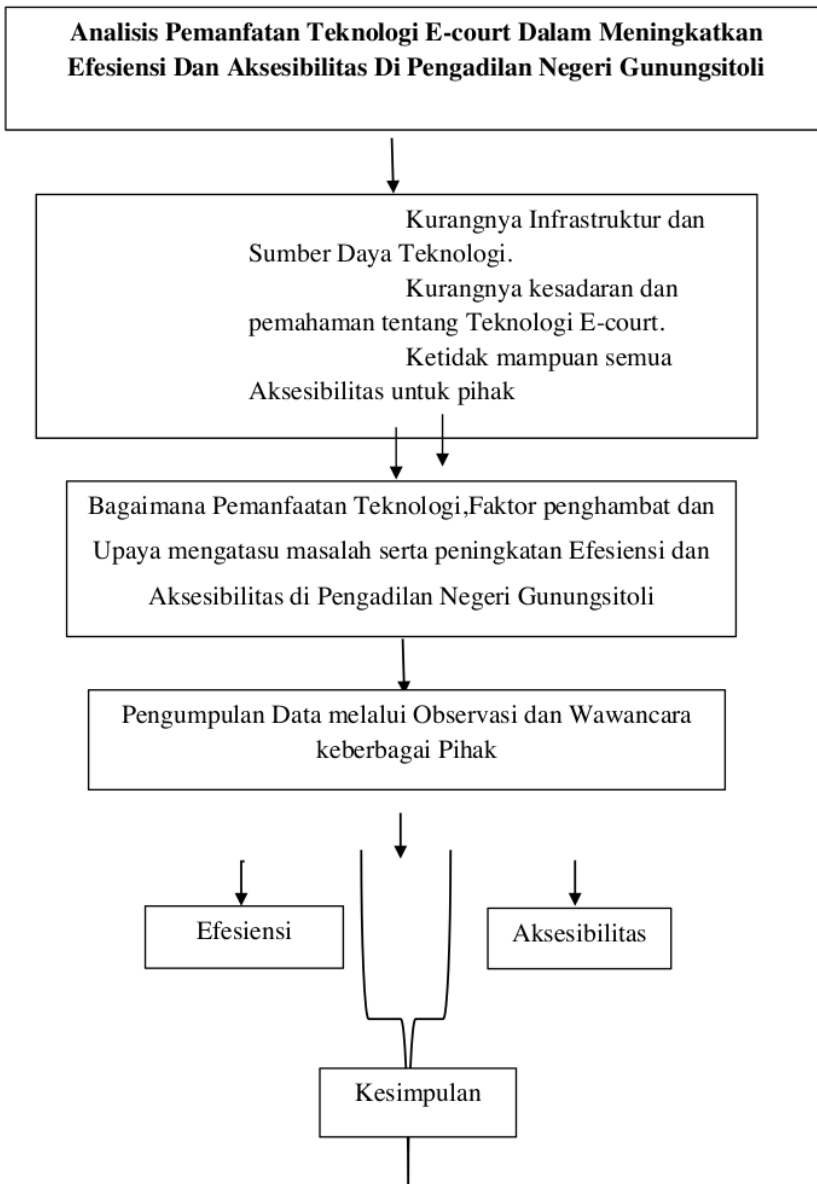 Analisis Pemanfatan Teknologi E-court Dalam Meningkatkan
Efesiensi Dan Aksesibilitas Di Pengadilan Negeri Gunungsitoli
Kurangnya Infrastruktur dan
Sumber Daya Teknologi.
Kurangnya kesadaran dan
pemahaman tentang Teknologi E-court.
Ketidak mampuan semua
Aksesibilitas untuk pihak
Bagaimana Pemanfaatan Teknologi,Faktor penghambat dan
Upaya mengatasu masalah serta peningkatan Efesiensi dan
Aksesibilitas di Pengadilan Negeri Gunungsitoli
Pengumpulan Data melalui Observasi dan Wawancara
keberbagai Pihak
Efesiensi
Aksesibilitas
Kesimpulan